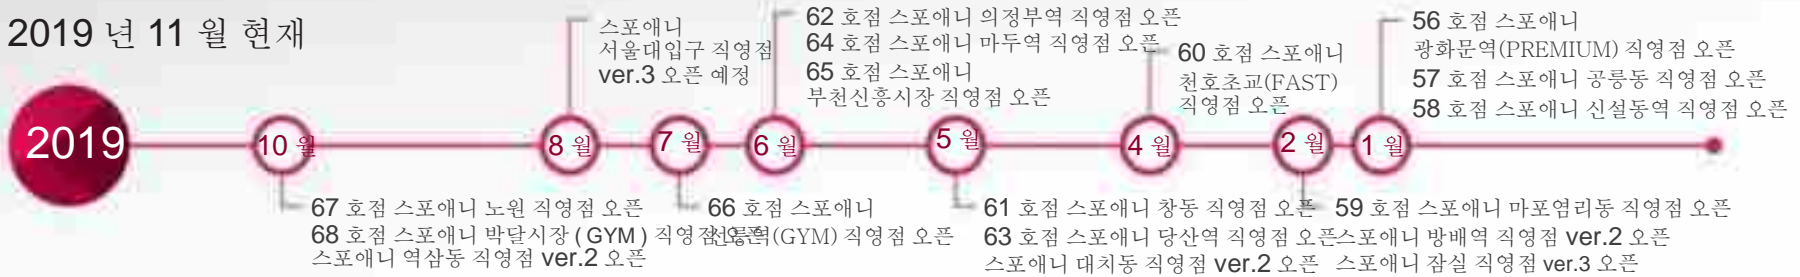 2019 년 11 월 현재
2019
10 월
67 호점 스포애니 노원 직영점 오픈
68 호점 스포애니 박달시장 ( GYM ) 직영점 오픈
스포애니 역삼동 직영점 ver.2 오픈
8 월
스포애니
서울대입구 직영점
ver.3 오픈 예정
7 월
66 호점 스포애니
선릉역(GYM) 직영점 오픈
6 월
62 호점 스포애니 의정부역 직영점 오픈
64 호점 스포애니 마두역 직영점 오픈
65 호점 스포애니
부천신흥시장 직영점 오픈
5 월
61 호점 스포애니 창동 직영점 오픈
63 호점 스포애니 당산역 직영점 오픈
스포애니 대치동 직영점 ver.2 오픈
4 월
60 호점 스포애니
천호초교(FAST)
직영점 오픈
2 월
59 호점 스포애니 마포염리동 직영점 오픈
스포애니 방배역 직영점 ver.2 오픈
스포애니 잠실 직영점 ver.3 오픈
1 월
56 호점 스포애니
광화문역(PREMIUM) 직영점 오픈
57 호점 스포애니 공릉동 직영점 오픈
58 호점 스포애니 신설동역 직영점 오픈